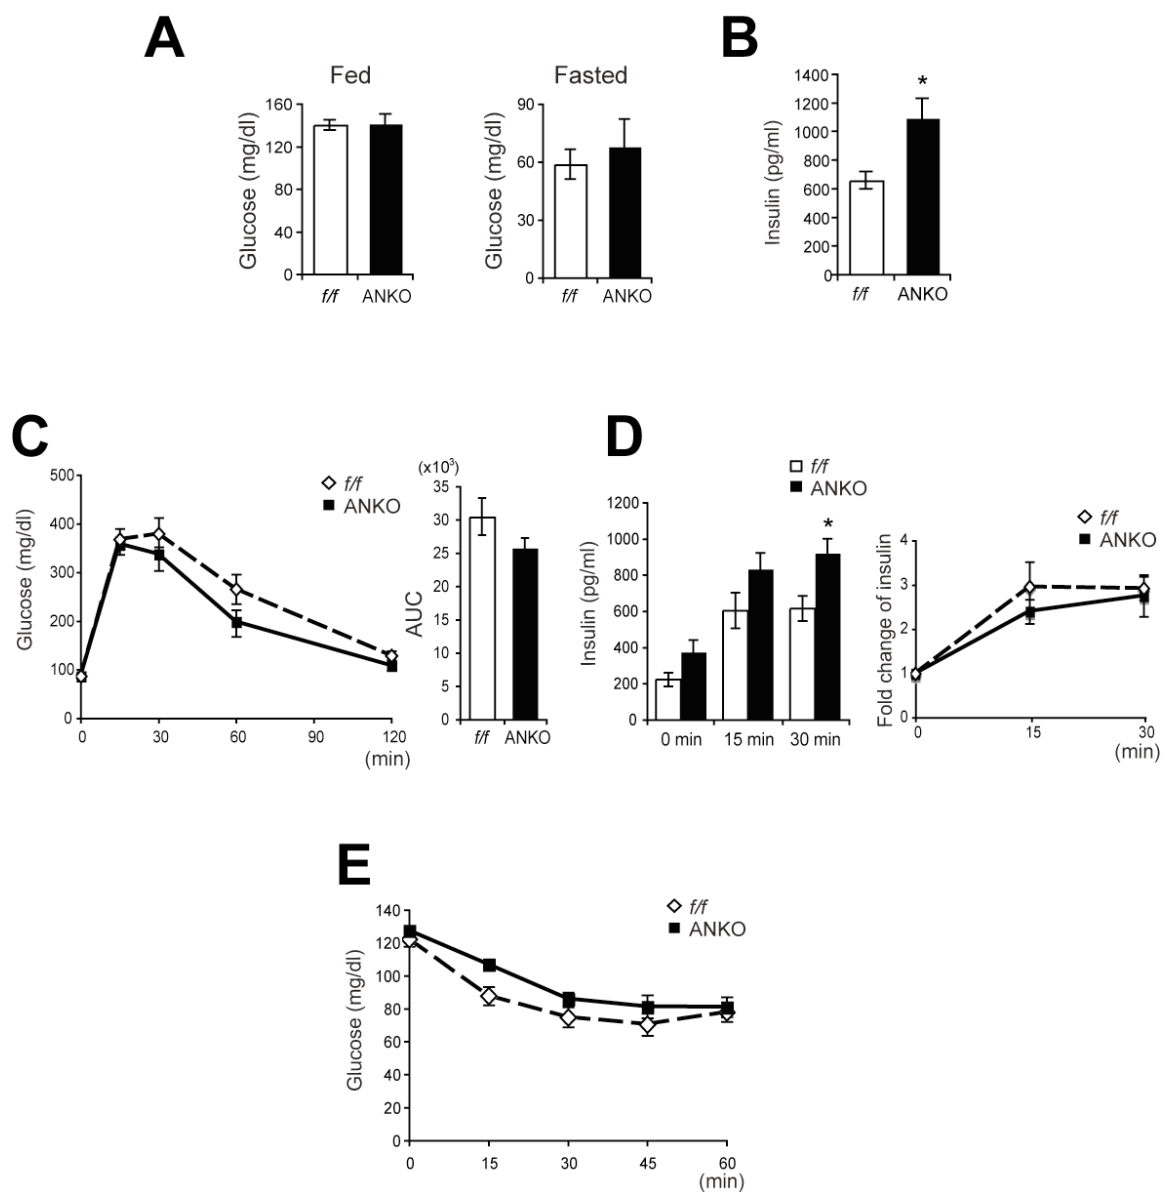 A
Fed
Glucose (mg/dl)
160
120
80
40
0
f/f
ANKO
Fasted
Glucose (mg/dl)
90
60
30
0
f/f
ANKO
B
Insulin (pg/ml)
1400
1200
1000
800
600
400
200
0
*
f/f
ANKO
C
Glucose (mg/dl)
500
400
300
200
100
0
0
30
60
90
120
(min)
f/f
ANKO
(x10³)
AUC
35
30
25
20
15
10
5
0
f/f
ANKO
D
f/f
ANKO
Insulin (pg/ml)
1200
1000
800
600
400
200
0
*
0 min
15 min
30 min
f/f
ANKO
Fold change of insulin
4
3
2
1
0
0
15
30
(min)
E
f/f
ANKO
Glucose (mg/dl)
140
120
100
80
60
40
20
0
0
15
30
45
60
(min)